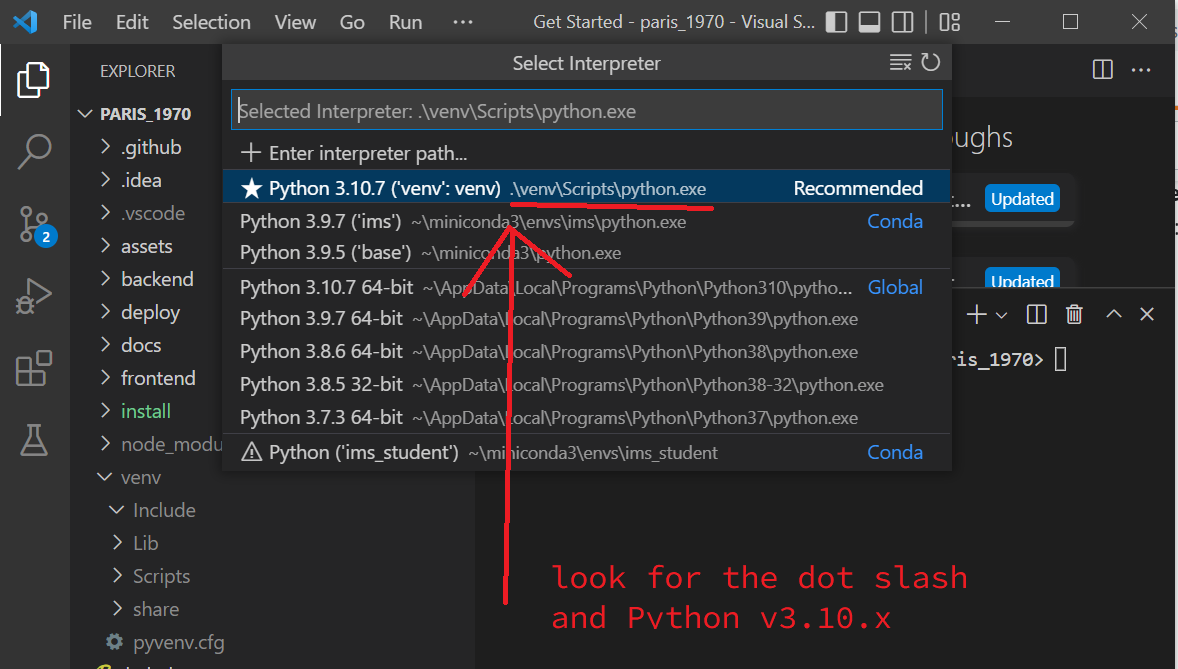 File Edit Selection View Go Run ··· Get Started - paris_1970 - Visual S...
EXPLORER
PARIS_1970
.github
.idea
.vscode
assets
backend
deploy
docs
frontend
install
node_modu
venv
Include
Lib
Scripts
share
pyvenv.cfg
Select Interpreter
Selected Interpreter: .\venv\Scripts\python.exe
Enter interpreter path...
Python 3.10.7 ('venv': venv) .\venv\Scripts\python.exe Recommended
Python 3.9.7 ('ims') ~\miniconda3\envs\ims\python.exe Conda
Python 3.9.5 ('base') ~\miniconda3\python.exe
Python 3.10.7 64-bit ~\AppData\Local\Programs\Python\Python310\pytho... Global
Python 3.9.7 64-bit ~\AppData\Local\Programs\Python\Python39\python.exe
Python 3.8.6 64-bit ~\AppData\Local\Programs\Python\Python38\python.exe
Python 3.8.5 32-bit ~\AppData\Local\Programs\Python\Python38-32\python.exe
Python 3.7.3 64-bit ~\AppData\Local\Programs\Python\Python37\python.exe
Python ('ims_student') ~\miniconda3\envs\ims_student Conda
2
oughs
... Updated
Updated
ris_1970>
look for the dot slash
and Python v3.10.x